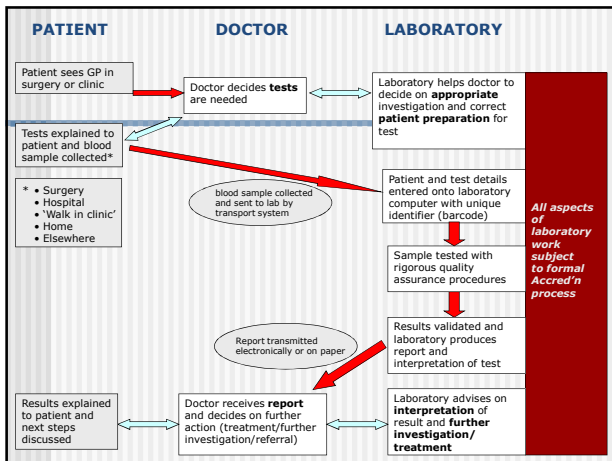 PATIENT
DOCTOR
LABORATORY
Patient sees GP in
surgery or clinic
Doctor decides tests
are needed
Laboratory helps doctor to
decide on appropriate
investigation and correct
patient preparation for
test
Tests explained to
patient and blood
sample collected*
* • Surgery
• Hospital
• ‘Walk in clinic’
• Home
• Elsewhere
blood sample collected
and sent to lab by
transport system
Patient and test details
entered onto laboratory
computer with unique
identifier (barcode)
All aspects
of
laboratory
work
subject
to formal
Accred’n
process
Sample tested with
rigorous quality
assurance procedures
Results validated and
laboratory produces
report and
interpretation of test
Report transmitted
electronically or on paper
Results explained
to patient and
next steps
discussed
Doctor receives report
and decides on further
action (treatment/further
investigation/referral)
Laboratory advises on
interpretation of
result and further
investigation/
treatment